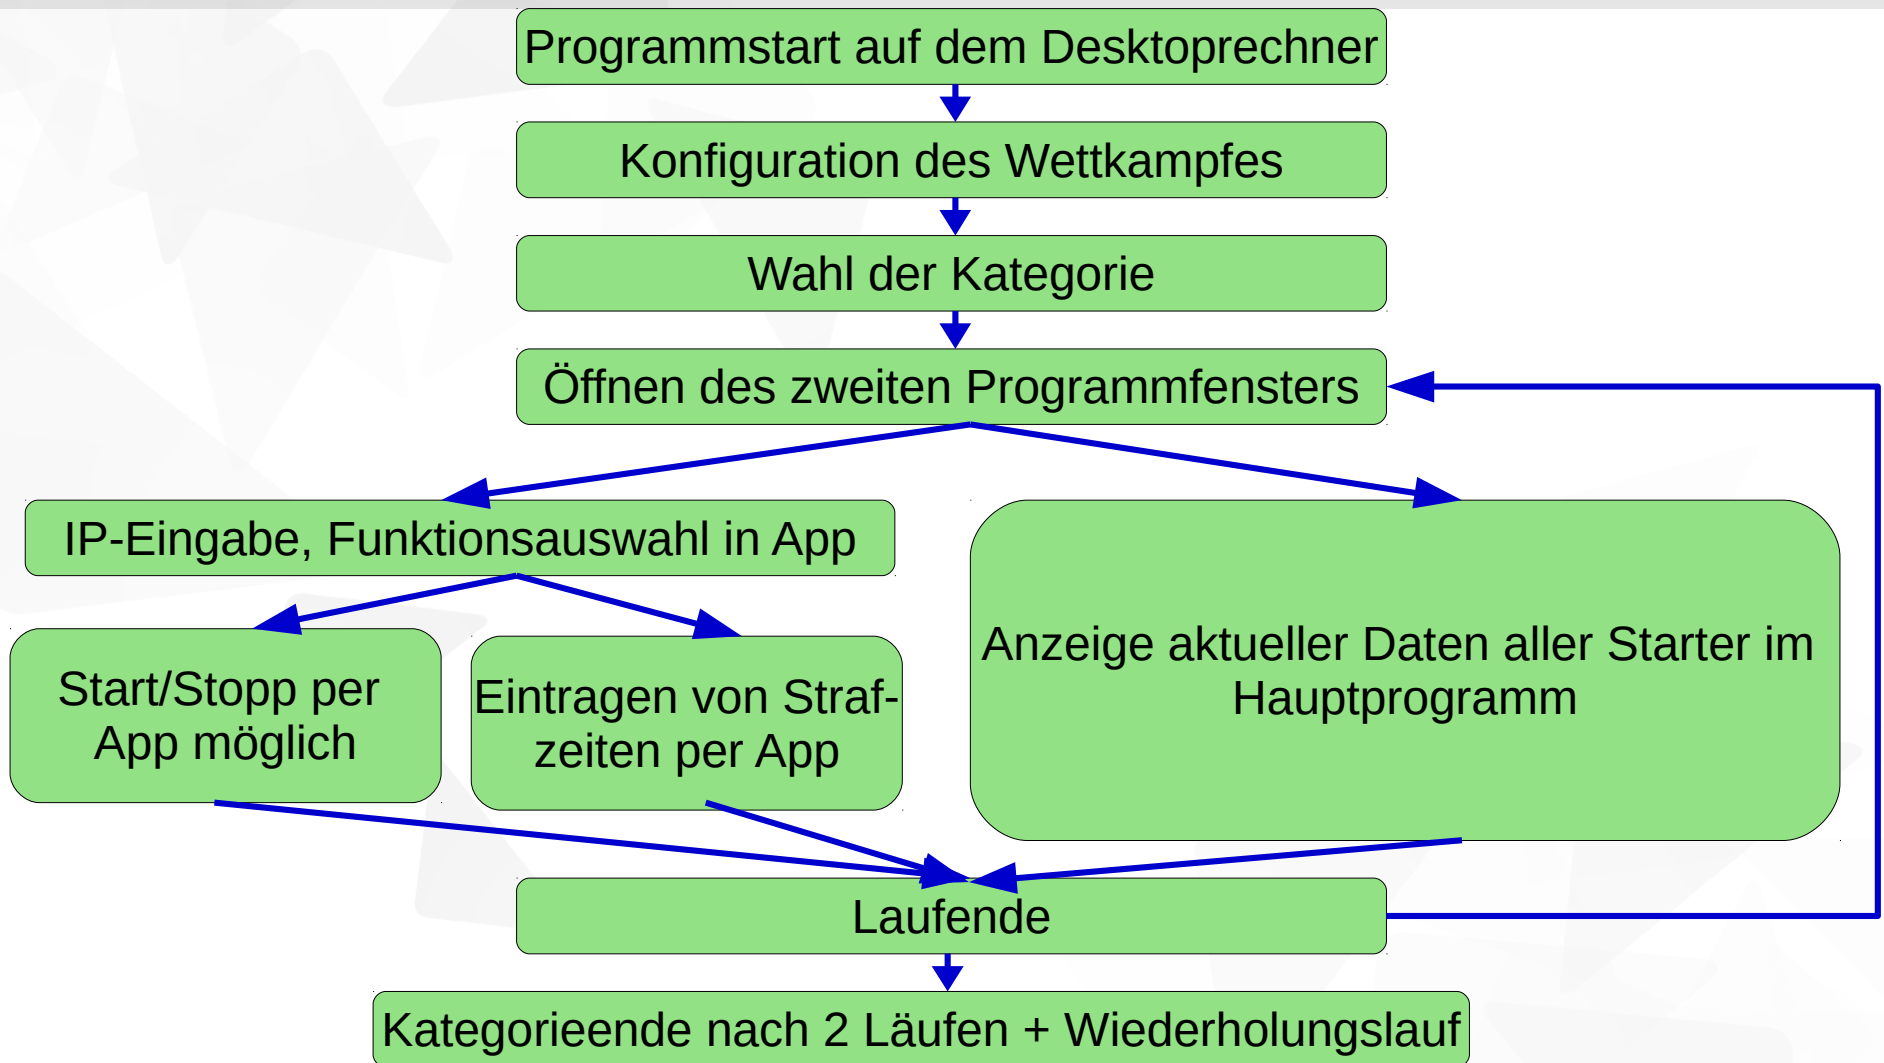 Programmstart auf dem Desktoprechner
Konfiguration des Wettkampfes
Wahl der Kategorie
Öffnen des zweiten Programmfensters
IP-Eingabe, Funktionsauswahl in App
Start/Stopp per
App möglich
Eintragen von Straf-
zeiten per App
Anzeige aktueller Daten aller Starter im
Hauptprogramm
Laufende
Kategorieende nach 2 Läufen + Wiederholungslauf